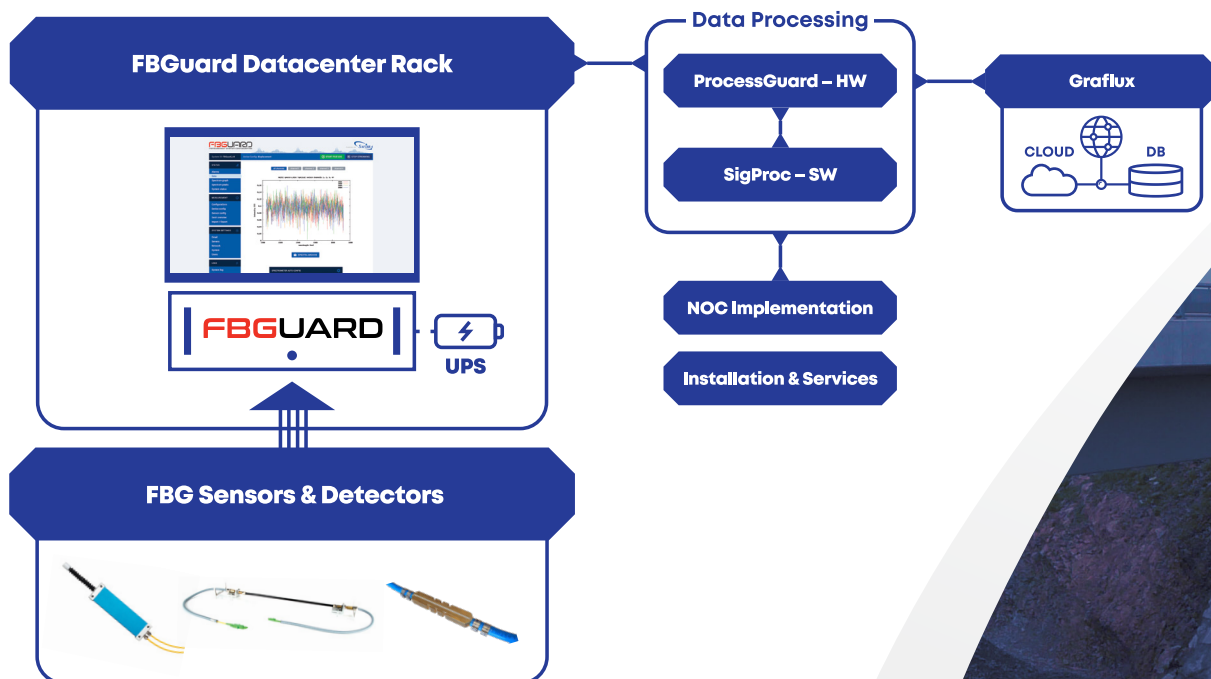 FBGuard Datacenter Rack
FBGUARD
FBGUARD
UPS
FBG Sensors & Detectors
Data Processing
ProcessGuard – HW
SigProc – SW
NOC Implementation
Installation & Services
Graflux
CLOUD
DB